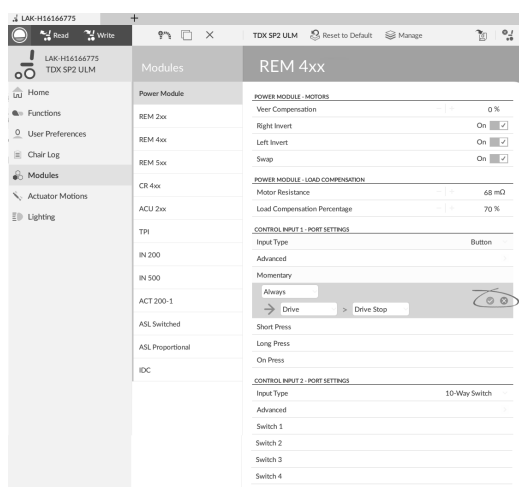 LAK-H16166775
Read Write
TDX SP2 ULM Reset to Default Manage
LAK-H16166775
TDX SP2 ULM
Home
Functions
User Preferences
Chair Log
Modules
Actuator Motions
Lighting
Modules
Power Module
REM 2xx
REM 4xx
REM 5xx
CR 4xx
ACU 2xx
TPI
IN 200
IN 500
ACT 200-1
ASL Switched
ASL Proportional
IDC
REM 4xx
POWER MODULE - MOTORS
Veer Compensation 0 %
Right Invert On
Left Invert On
Swap On
POWER MODULE - LOAD COMPENSATION
Motor Resistance 68 mΩ
Load Compensation Percentage 70 %
CONTROL INPUT 1 - PORT SETTINGS
Input Type Button
Advanced
Momentary
Always
Drive > Drive Stop
Short Press
Long Press
On Press
CONTROL INPUT 2 - PORT SETTINGS
Input Type 10-Way Switch
Advanced
Switch 1
Switch 2
Switch 3
Switch 4